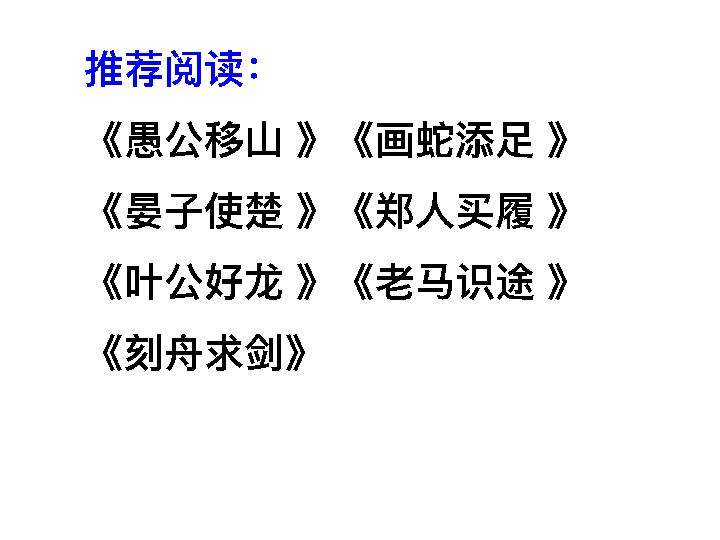 推荐阅读：
《愚公移山 》《画蛇添足 》
《晏子使楚 》《郑人买履 》
《叶公好龙 》《老马识途 》
《刻舟求剑》